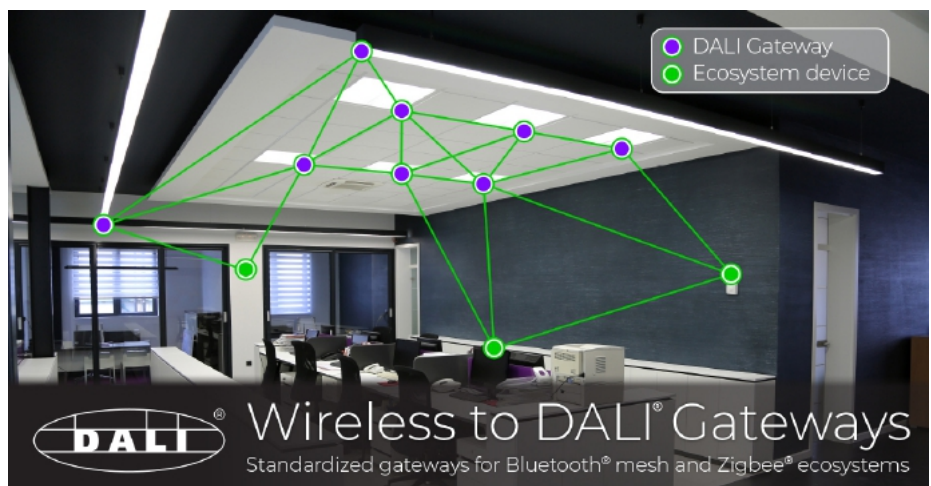 DALI Gateway
Ecosystem device
DALI®
Wireless to DALI® Gateways
Standardized gateways for Bluetooth® mesh and Zigbee® ecosystems